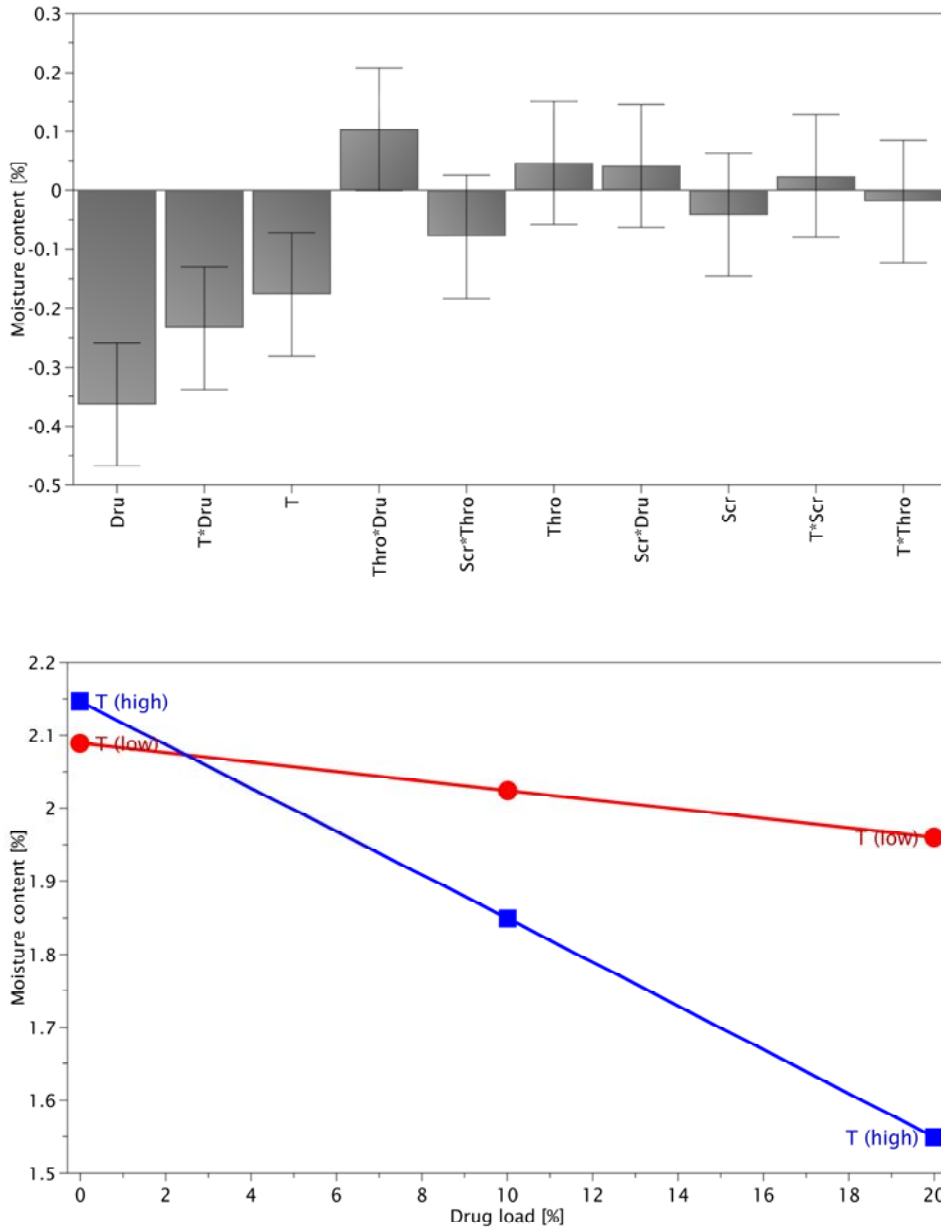 0.3
0.2
0.1
0
-0.1
-0.2
-0.3
-0.4
-0.5
Moisture content [%]
Dru
T*Dru
T
Thro*Dru
Scr*Thro
Thro
Scr*Dru
Scr
T*Scr
T*Thro
2.2
2.1
2
1.9
1.8
1.7
1.6
1.5
Moisture content [%]
T (high)
T (low)
T (low)
T (high)
0 2 4 6 8 10 12 14 16 18 20
Drug load [%]